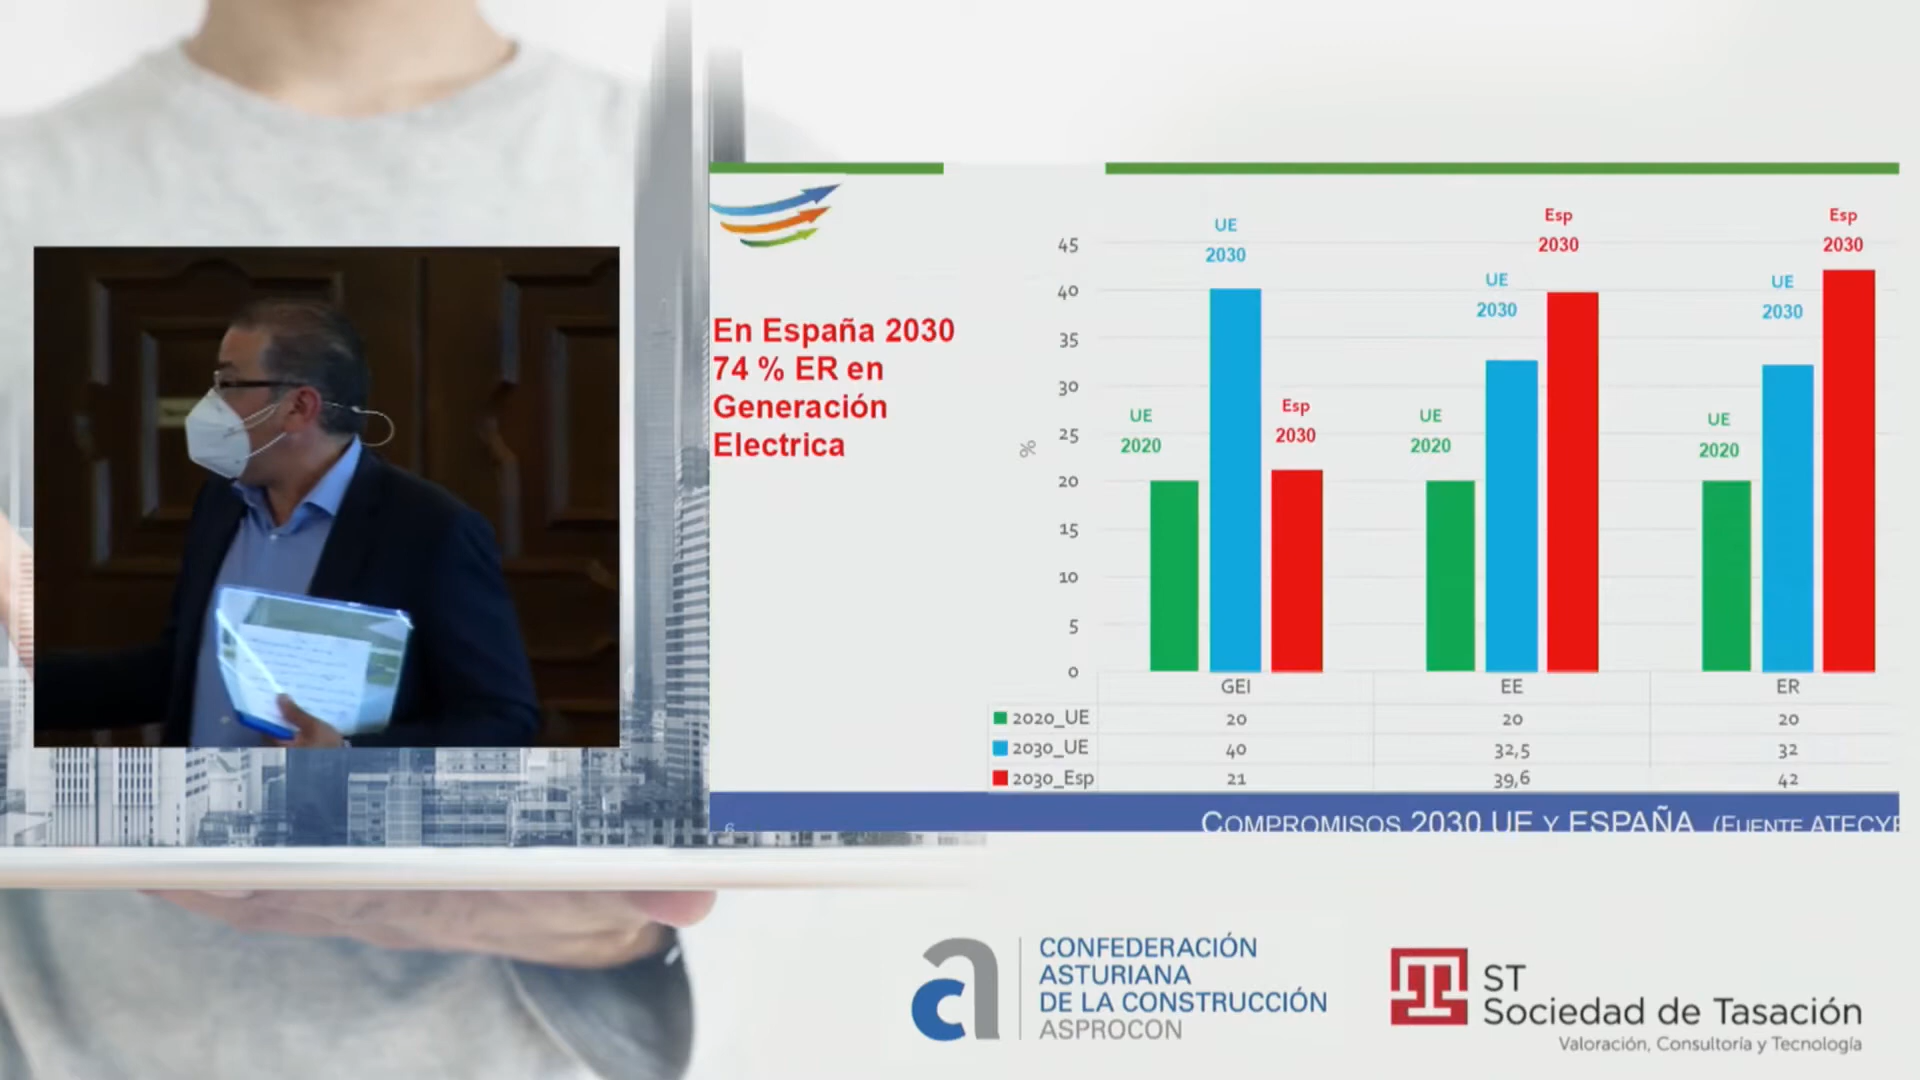 En España 2030
74 % ER en
Generación
Electrica
UE
2030
Esp
2030
Esp
2030
UE
2030
UE
2030
UE
2020
Esp
2030
UE
2020
UE
2020
%
45
40
35
30
25
20
15
10
5
0
GEI EE ER
2020_UE 20 20 20
2030_UE 40 32,5 32
2030_Esp 21 39,6 42
6
COMPROMISOS 2030 UE Y ESPAÑA (FUENTE ATECY
CONFEDERACIÓN
ASTURIANA
DE LA CONSTRUCCIÓN
ASPROCON
ST
Sociedad de Tasación
Valoración, Consultoría y Tecnología